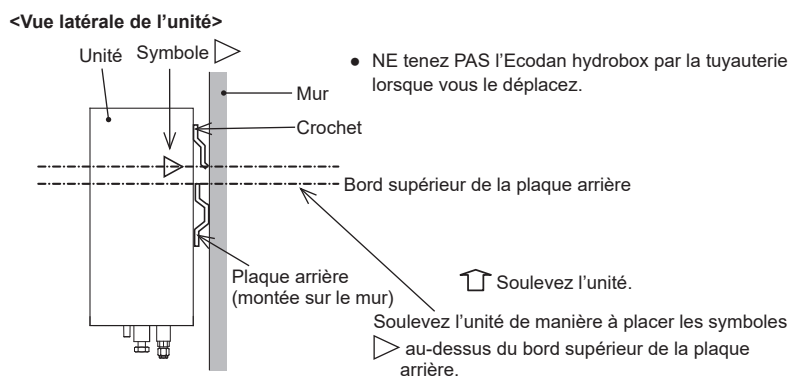 <Vue latérale de l’unité>
Unité
Symbole
● NE tenez PAS l’Ecodan hydrobox par la tuyauterie
lorsque vous le déplacez.
Mur
Crochet
Bord supérieur de la plaque arrière
Plaque arrière
(montée sur le mur)
Soulevez l’unité.
Soulevez l’unité de manière à placer les symboles
au-dessus du bord supérieur de la plaque
arrière.